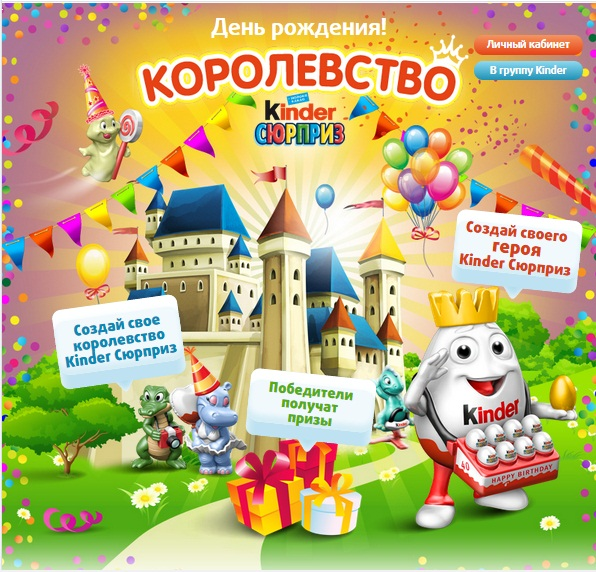 День рождения!
КОРОЛЕВСТВО
Kinder
СЮРПРИЗ
Личный кабинет
В группу Kinder
Создай своего
героя
Kinder Сюрприз
Создай свое
королевство
Kinder Сюрприз
Победители
получат
призы
Kinder
40
HAPPY BIRTHDAY